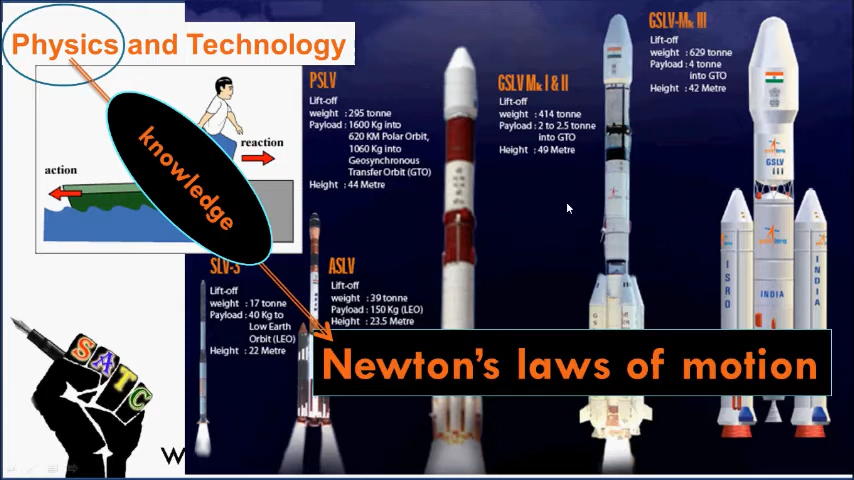 Physics and Technology
knowledge
action
reaction
SATC
W
SLV-3
Lift-off
weight : 17 tonne
Payload : 40 Kg to
Low Earth
Orbit (LEO)
Height : 22 Metre
ASLV
Lift-off
weight : 39 tonne
Payload : 150 Kg (LEO)
Height : 23.5 Metre
PSLV
Lift-off
weight : 295 tonne
Payload : 1600 Kg into
620 KM Polar Orbit,
1060 Kg into
Geosynchronous
Transfer Orbit (GTO)
Height : 44 Metre
GSLV Mk I & II
Lift-off
weight : 414 tonne
Payload : 2 to 2.5 tonne
into GTO
Height : 49 Metre
GSLV-Mk III
Lift-off
weight : 629 tonne
Payload : 4 tonne
into GTO
Height : 42 Metre
GSLV
III
ISRO
INDIA
INDIA
Newton's laws of motion